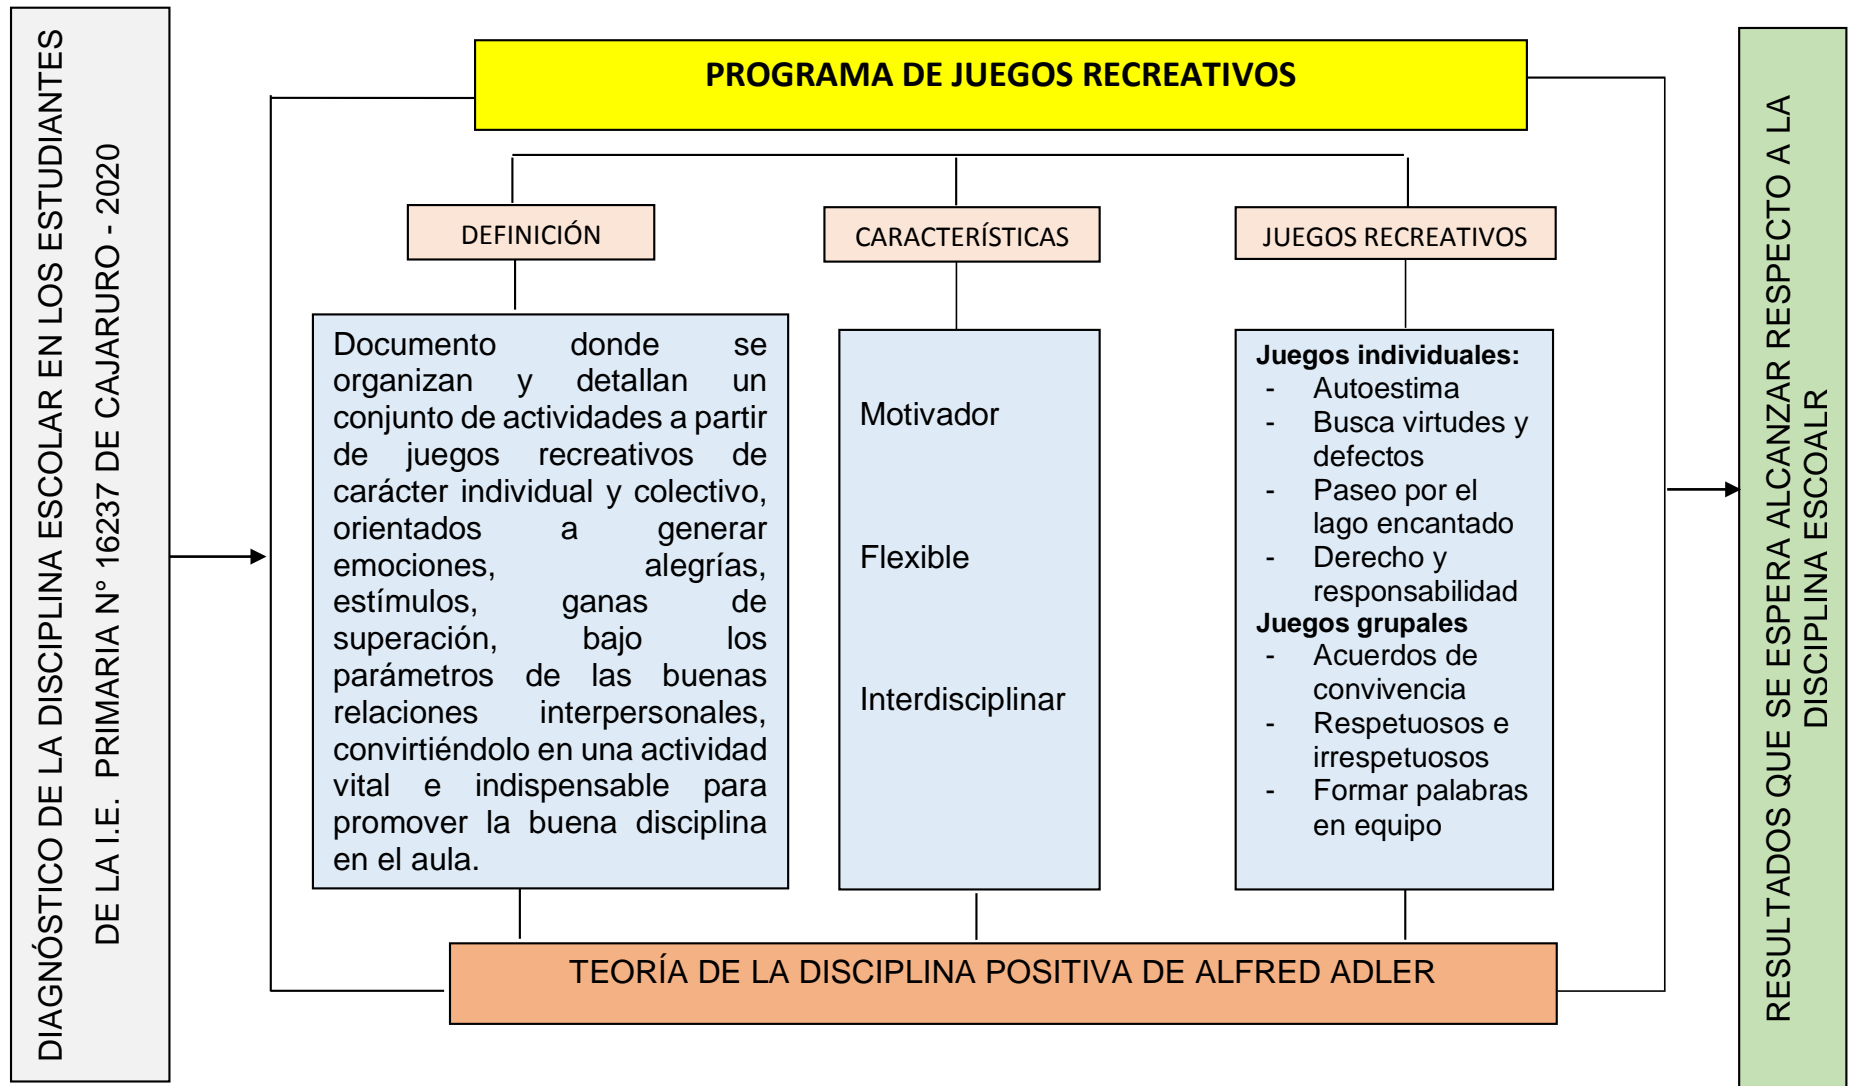 DIAGNÓSTICO DE LA DISCIPLINA ESCOLAR EN LOS ESTUDIANTES
DE LA I.E. PRIMARIA N° 16237 DE CAJARURO - 2020
PROGRAMA DE JUEGOS RECREATIVOS
DEFINICIÓN
Documento donde se
organizan y detallan un
conjunto de actividades a partir
de juegos recreativos de
carácter individual y colectivo,
orientados a generar
emociones, alegrías,
estímulos, ganas de
superación, bajo los
parámetros de las buenas
relaciones interpersonales,
convirtiéndolo en una actividad
vital e indispensable para
promover la buena disciplina
en el aula.
CARACTERÍSTICAS
Motivador
Flexible
Interdisciplinar
JUEGOS RECREATIVOS
Juegos individuales:
- Autoestima
- Busca virtudes y
defectos
- Paseo por el
lago encantado
- Derecho y
responsabilidad
Juegos grupales
- Acuerdos de
convivencia
- Respetuosos e
irrespetuosos
- Formar palabras
en equipo
TEORÍA DE LA DISCIPLINA POSITIVA DE ALFRED ADLER
RESULTADOS QUE SE ESPERA ALCANZAR RESPECTO A LA
DISCIPLINA ESCOALR